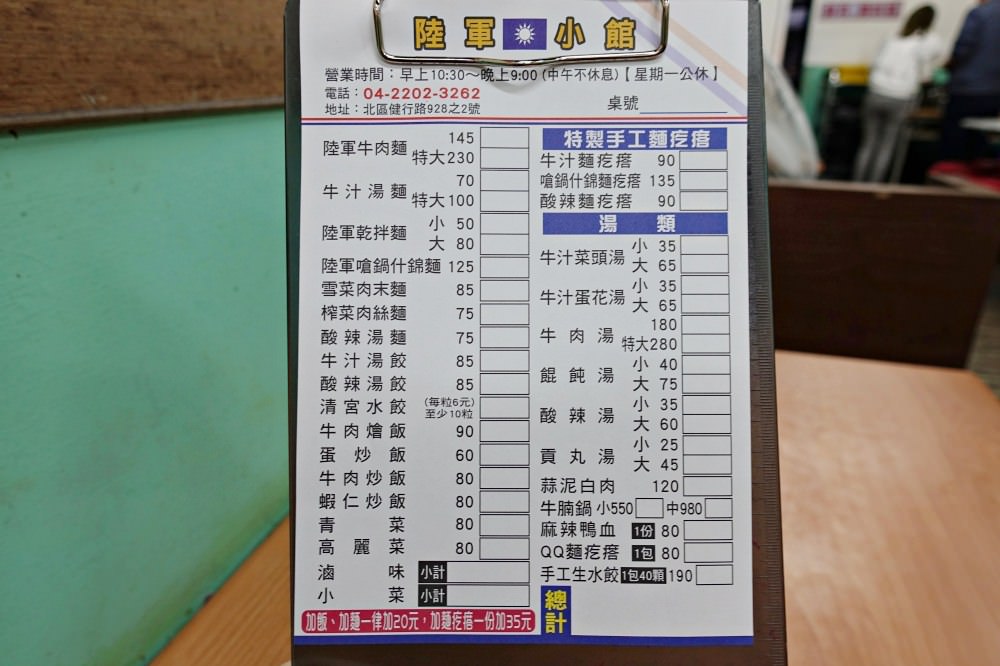 陸軍小館
營業時間：早上10:30～晚上9:00 (中午不休息)【星期一公休】
電話：04-2202-3262
地址：北區健行路928之2號
桌號
陸軍牛肉麵 145
特大230
牛汁湯麵 70
特大100
陸軍乾拌麵 小 50
大 80
陸軍嗆鍋什錦麵 125
雪菜肉末麵 85
榨菜肉絲麵 75
酸辣湯麵 75
牛汁湯餃 85
酸辣湯餃 85
清宮水餃 (每粒6元)
至少10粒
牛肉燴飯 90
蛋炒飯 60
牛肉炒飯 80
蝦仁炒飯 80
青菜 80
高麗菜 80
滷味 小計
小菜 小計
加飯、加麵一律加20元，加麵疙瘩一份加35元
特製手工麵疙瘩
牛汁麵疙瘩 90
嗆鍋什錦麵疙瘩 135
酸辣麵疙瘩 90
湯類
牛汁菜頭湯 小 35
大 65
牛汁蛋花湯 小 35
大 65
牛肉湯 180
特大280
餛飩湯 小 40
大 75
酸辣湯 小 35
大 60
貢丸湯 小 25
大 45
蒜泥白肉 120
牛腩鍋 小550 中980
麻辣鴨血 1份 80
QQ麵疙瘩 1包 80
手工生水餃 1包40顆 190
總計